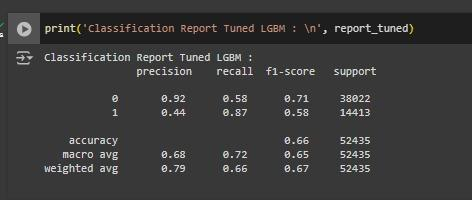 print('Classification Report Tuned LGBM : \n', report_tuned)
Classification Report Tuned LGBM :
precision recall f1-score support
0 0.92 0.58 0.71 38022
1 0.44 0.87 0.58 14413
accuracy 0.66 52435
macro avg 0.68 0.72 0.65 52435
weighted avg 0.79 0.66 0.67 52435